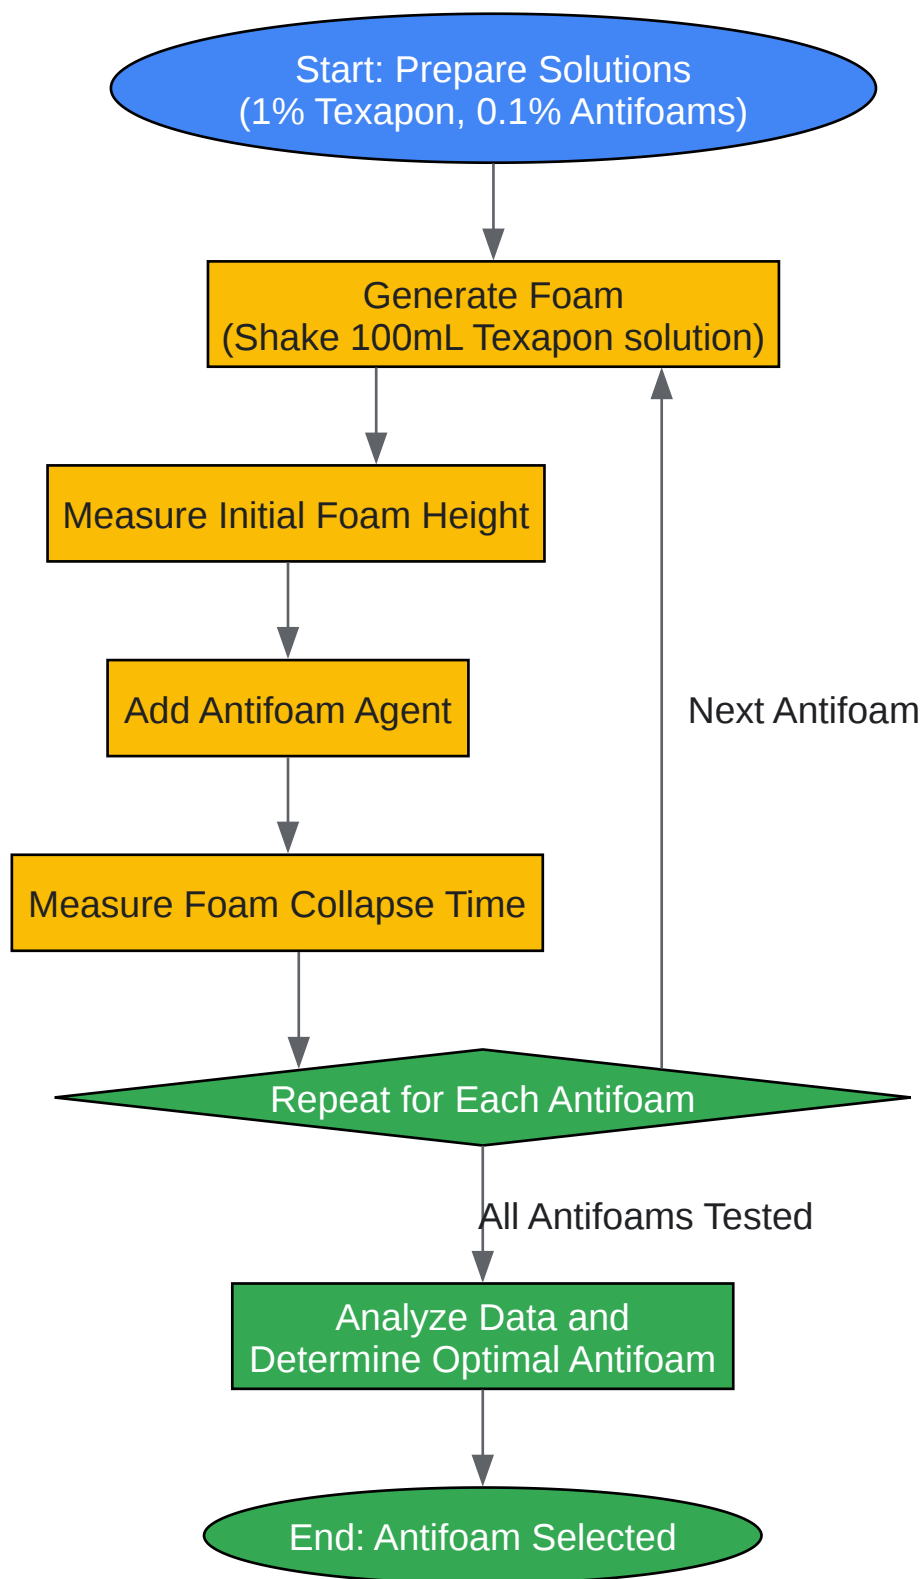 Start: Prepare Solutions
(1% Texapon, 0.1% Antifoams)
Generate Foam
(Shake 100mL Texapon solution)
Measure Initial Foam Height
Add Antifoam Agent
Next Antifoam
Measure Foam Collapse Time
Repeat for Each Antifoam
All Antifoams Tested
Analyze Data and
Determine Optimal Antifoam
End: Antifoam Selected